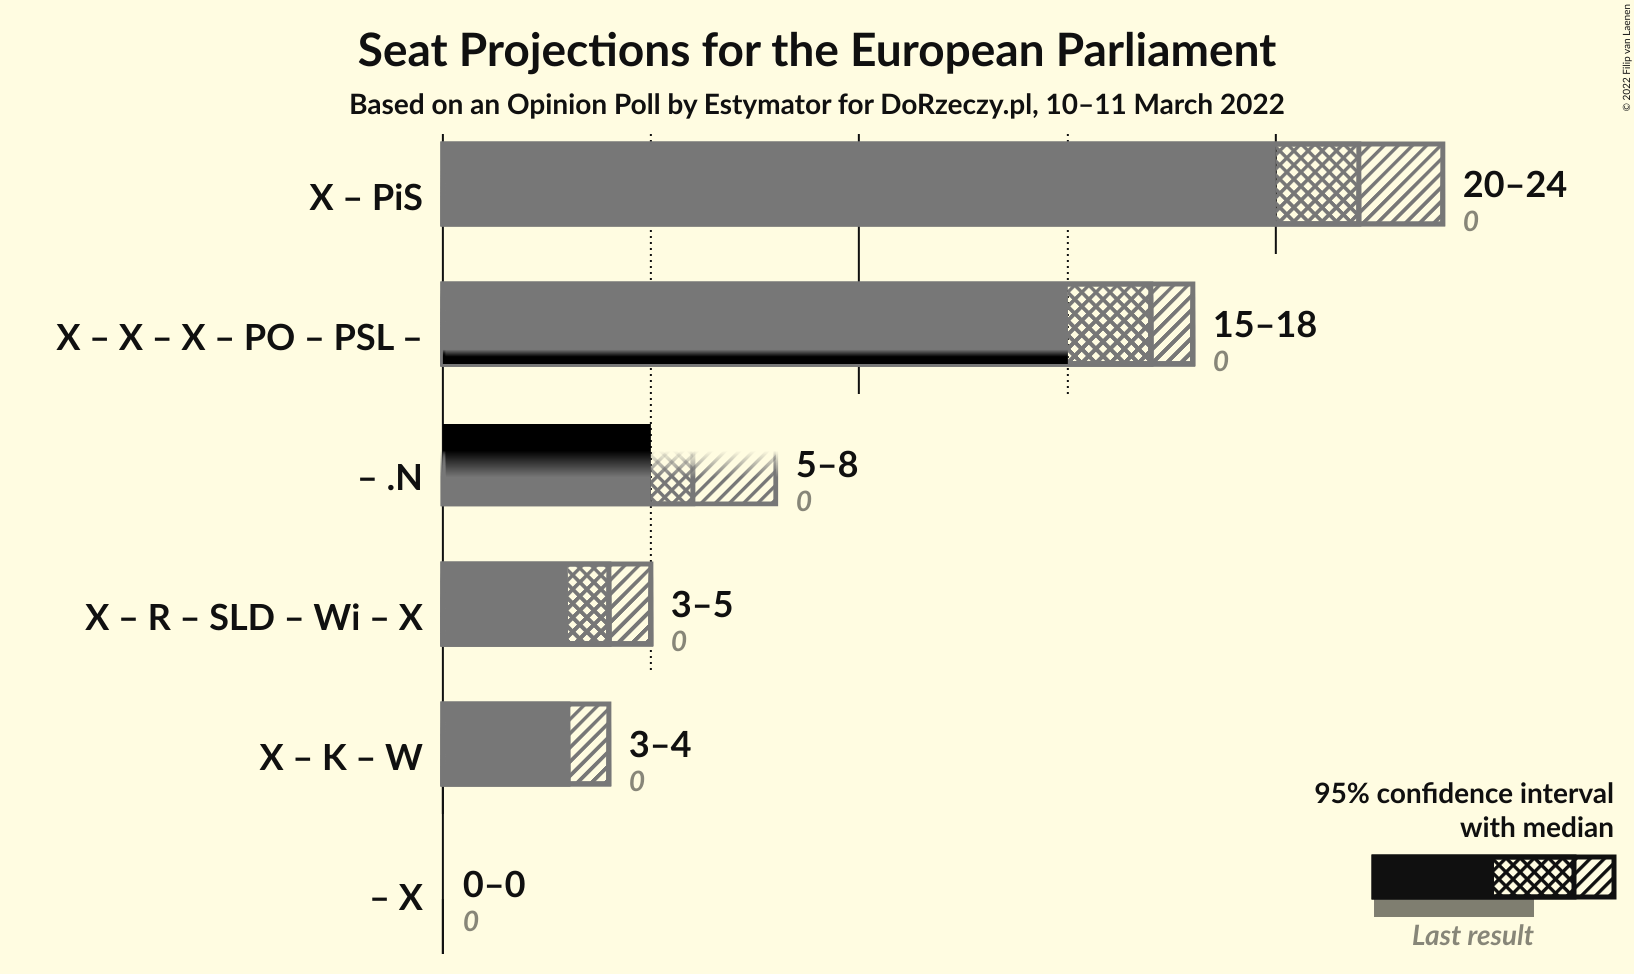 Seat Projections for the European Parliament
Based on an Opinion Poll by Estymator for DoRzeczy.pl, 10–11 March 2022
© 2022 Filip van Laenen
X – PiS
20–24
0
X – X – X – PO – PSL –
15–18
0
– .N
5–8
0
X – R – SLD – Wi – X
3–5
0
X – K – W
3–4
0
– X
0–0
0
95% confidence interval
with median
Last result